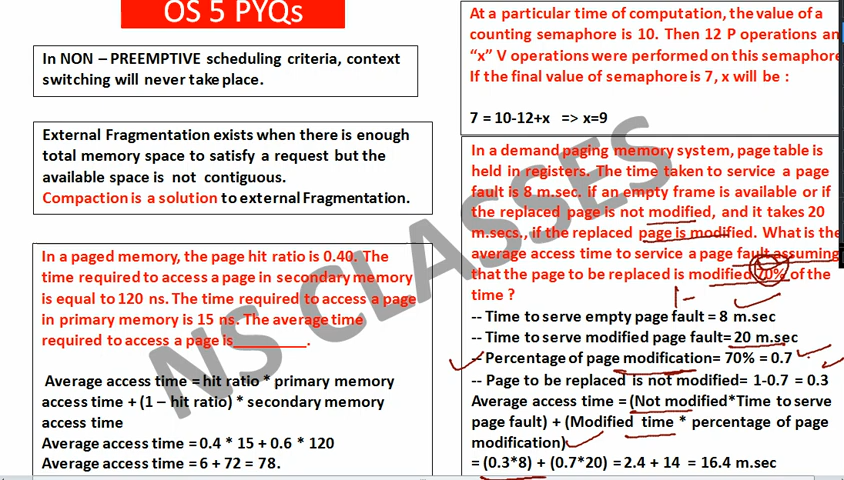 OS 5 PYQs
In NON – PREEMPTIVE scheduling criteria, context
switching will never take place.
External Fragmentation exists when there is enough
total memory space to satisfy a request but the
available space is not contiguous.
Compaction is a solution to external Fragmentation.
In a paged memory, the page hit ratio is 0.40. The
time required to access a page in secondary memory
is equal to 120 ns. The time required to access a page
in primary memory is 15 ns. The average time
required to access a page is________.
Average access time = hit ratio * primary memory
access time + (1 – hit ratio) * secondary memory
access time
Average access time = 0.4 * 15 + 0.6 * 120
Average access time = 6 + 72 = 78.
At a particular time of computation, the value of a
counting semaphore is 10. Then 12 P operations an
"x" V operations were performed on this semaphore
If the final value of semaphore is 7, x will be :
7 = 10-12+x => x=9
In a demand paging memory system, page table is
held in registers. The time taken to service a page
fault is 8 m.sec. if an empty frame is available or if
the replaced page is not modified, and it takes 20
m.secs., if the replaced page is modified. What is the
average access time to service a page fault assuming
that the page to be replaced is modified 70% of the
time ?
-- Time to serve empty page fault = 8 m.sec
-- Time to serve modified page fault= 20 m.sec
-- Percentage of page modification= 70% = 0.7
-- Page to be replaced is not modified= 1-0.7 = 0.3
Average access time = (Not modified*Time to serve
page fault) + (Modified time * percentage of page
modification)
= (0.3*8) + (0.7*20) = 2.4 + 14 = 16.4 m.sec
NS CLASSES